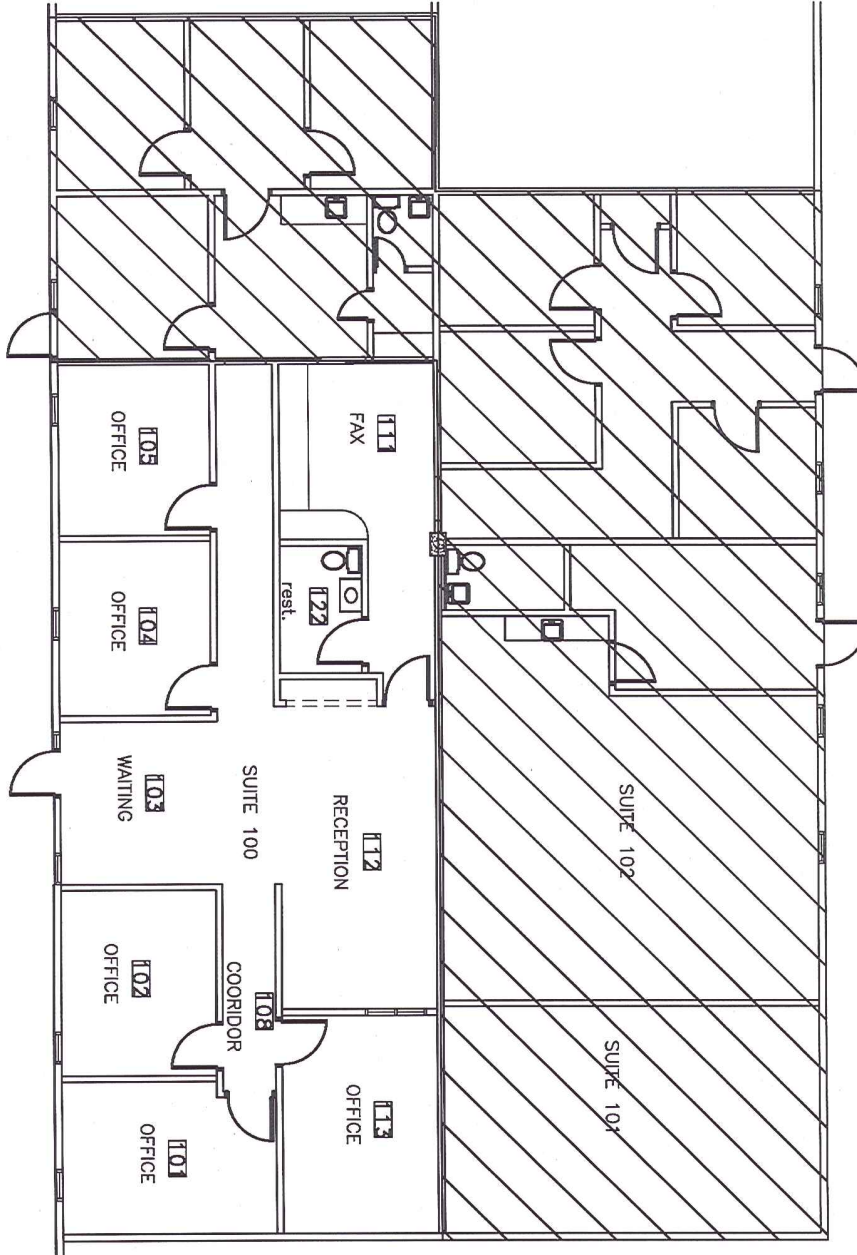 111
FAX
105
OFFICE
104
OFFICE
122
rest.
103
WAITING
SUITE 100
112
RECEPTION
102
OFFICE
108
COORIDOR
113
OFFICE
101
OFFICE
SUITE 102
SUITE 101